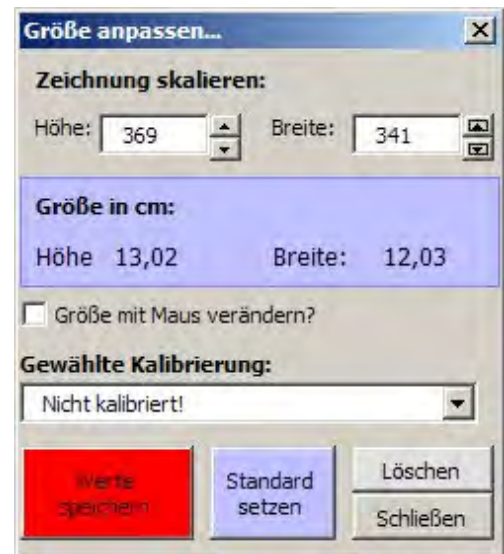 Größe anpassen...
Zeichnung skalieren:
Höhe: 369 Breite: 341
Größe in cm:
Höhe 13,02 Breite: 12,03
Größe mit Maus verändern?
Gewählte Kalibrierung:
Nicht kalibriert!
Werte
speichern
Standard
setzen
Löschen
Schließen